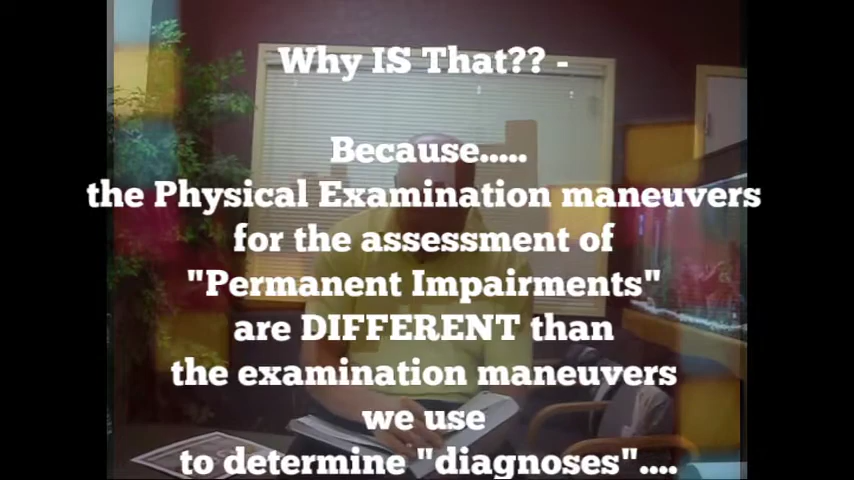 Why IS That?? -
Because.....
the Physical Examination maneuvers
for the assessment of
"Permanent Impairments"
are DIFFERENT than
the examination maneuvers
we use
to determine "diagnoses"....